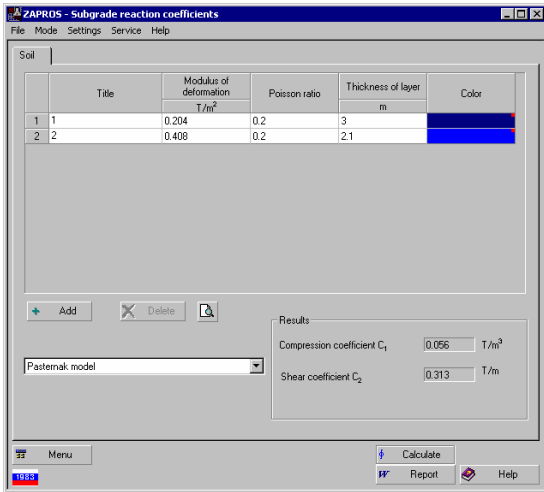 ZAPROS - Subgrade reaction coefficients
File Mode Settings Service Help
Soil
Title Modulus of deformation Poisson ratio Thickness of layer Color
T/m² m
1 1 0.204 0.2 3
2 2 0.408 0.2 2.1
Add Delete
Results
Compression coefficient C₁ 0.056 T/m³
Pasternak model
Shear coefficient C₂ 0.313 T/m
Menu Calculate
1983 W Report Help